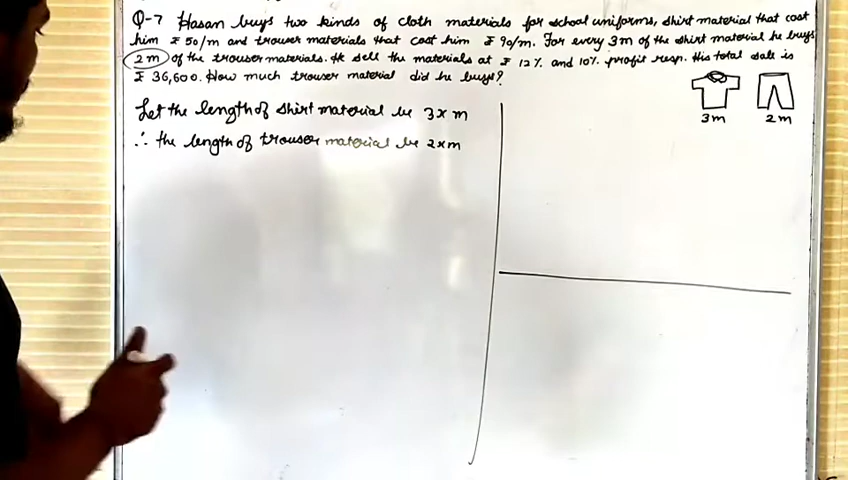 Q-7 Hasan buys two kinds of cloth materials for school uniforms, shirt material that cost
him ₹ 50/m and trouser materials that cost him ₹ 90/m. For every 3m of the shirt material he buys
2m of the trouser materials. He sell the materials at ₹ 12% and 10% profit resp. His total sale is
₹ 36,600. How much trouser material did he buys?
3m 2m
Let the length of shirt material be 3x m
∴ the length of trouser material be 2x m